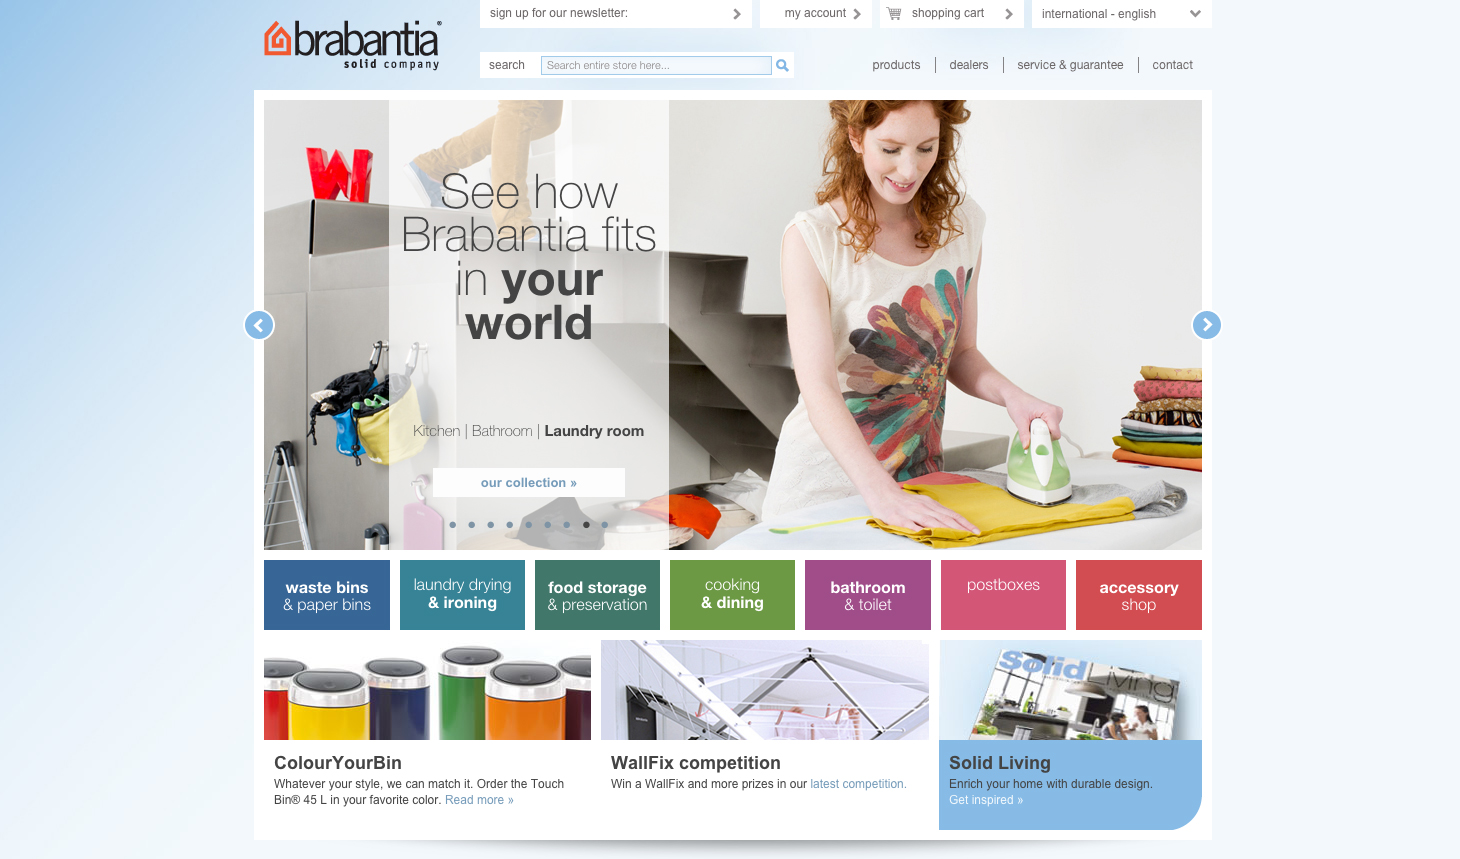 sign up for our newsletter:
my account
shopping cart
international - english
brabantia®
solid company
search
Search entire store here...
products
dealers
service & guarantee
contact
See how
Brabantia fits
in your
world
Kitchen | Bathroom | Laundry room
our collection »
waste bins
& paper bins
laundry drying
& ironing
food storage
& preservation
cooking
& dining
bathroom
& toilet
postboxes
accessory
shop
Solid
Living
ColourYourBin
Whatever your style, we can match it. Order the Touch
Bin® 45 L in your favorite color. Read more »
WallFix competition
Win a WallFix and more prizes in our latest competition.
Solid Living
Enrich your home with durable design.
Get inspired »